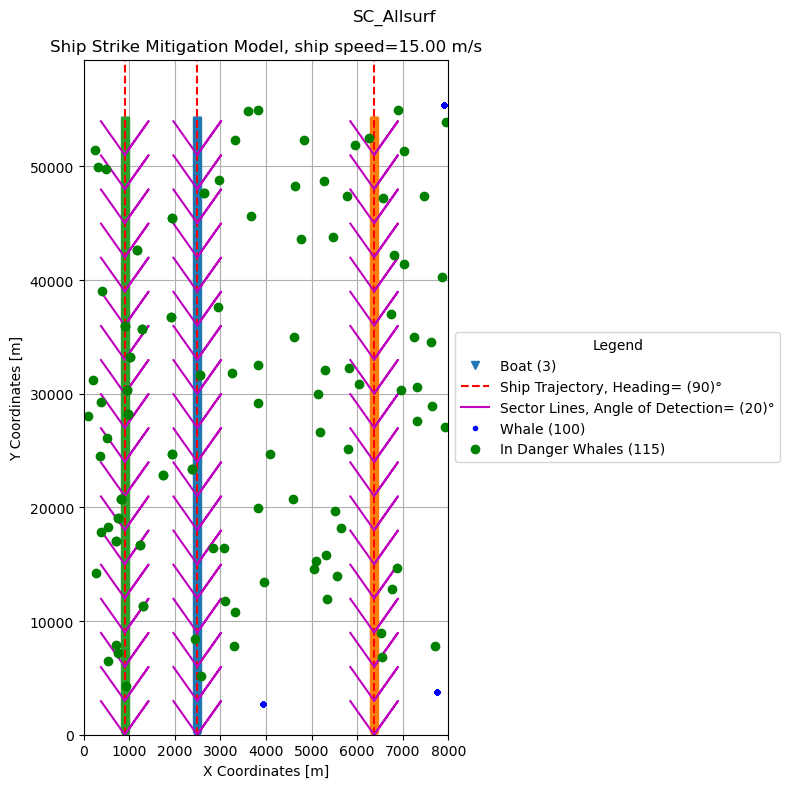 SC_Allsurf
Ship Strike Mitigation Model, ship speed=15.00 m/s
50000
40000
30000
20000
10000
0
Y Coordinates [m]
0 1000 2000 3000 4000 5000 6000 7000 8000
X Coordinates [m]
Legend
Boat (3)
Ship Trajectory, Heading= (90)°
Sector Lines, Angle of Detection= (20)°
Whale (100)
In Danger Whales (115)